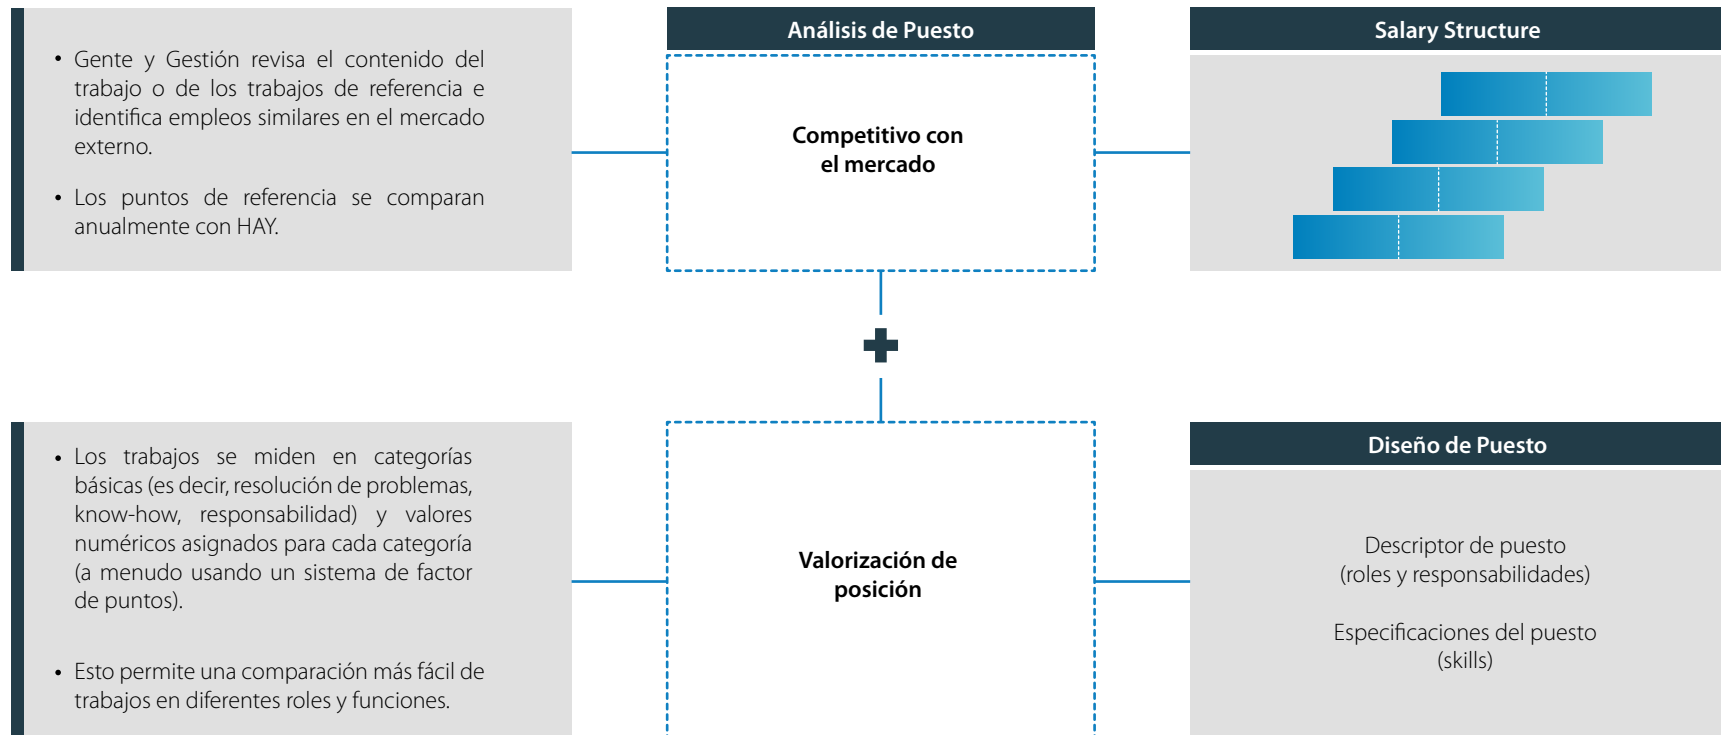 • Gente y Gestión revisa el contenido del
trabajo o de los trabajos de referencia e
identifica empleos similares en el mercado
externo.
• Los puntos de referencia se comparan
anualmente con HAY.
Análisis de Puesto
Competitivo con
el mercado
Salary Structure
• Los trabajos se miden en categorías
básicas (es decir, resolución de problemas,
know-how, responsabilidad) y valores
numéricos asignados para cada categoría
(a menudo usando un sistema de factor
de puntos).
• Esto permite una comparación más fácil de
trabajos en diferentes roles y funciones.
Valorización de
posición
Diseño de Puesto
Descriptor de puesto
(roles y responsabilidades)
Especificaciones del puesto
(skills)